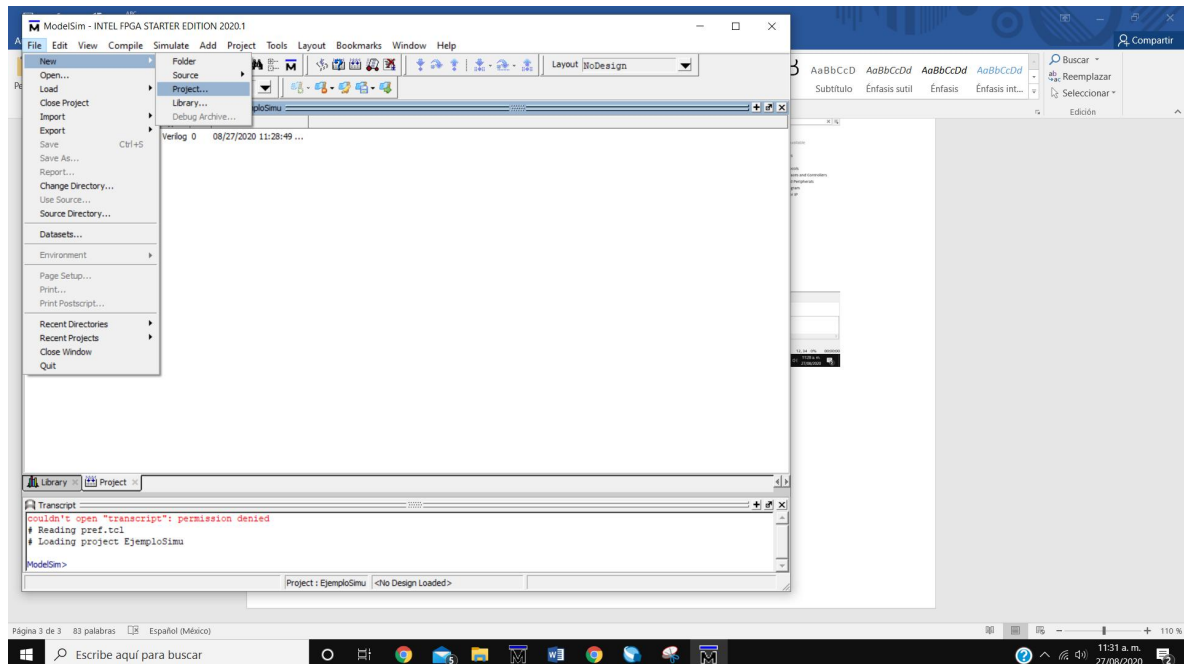 ModelSim - INTEL FPGA STARTER EDITION 2020.1
Compartir
File Edit View Compile Simulate Add Project Tools Layout Bookmarks Window Help
New
Open...
Load
Close Project
Import
Export
Save Ctrl+S
Save As...
Report...
Change Directory...
Use Source...
Source Directory...
Datasets...
Environment
Page Setup...
Print...
Print Postscript...
Recent Directories
Recent Projects
Close Window
Quit
Folder
Source
Project...
Library...
Debug Archive...
Layout NoDesign
Verilog 0 08/27/2020 11:28:49 ...
AaBbCcD AaBbCcDd AaBbCcDd AaBbCcDd
Subtítulo Énfasis sutil Énfasis Énfasis int...
Buscar
Reemplazar
Seleccionar
Edición
Library Project
Transcript
couldn't open "transcript": permission denied
# Reading pref.tcl
# Loading project EjemploSimu
ModelSim>
Project : EjemploSimu <No Design Loaded>
Página 3 de 3 83 palabras Español (México)
110 %
Escribe aquí para buscar
11:31 a. m.
27/08/2020